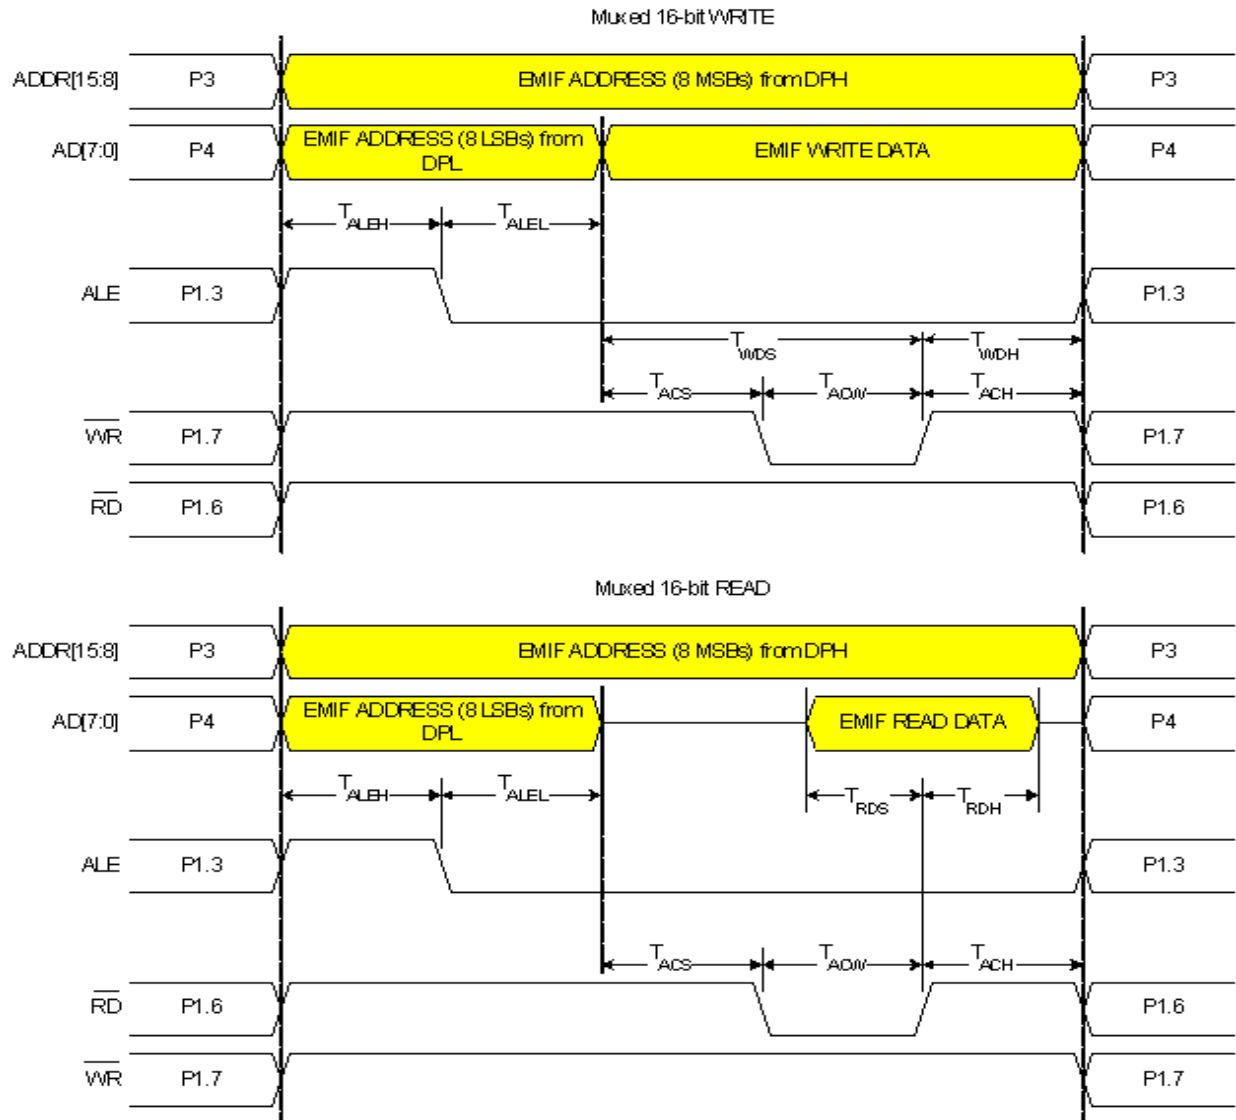 Muxed 16-bit WRITE
ADDR[15:8] P3 EMIF ADDRESS (8 MSBs) from DPH P3
AD[7:0] P4 EMIF ADDRESS (8 LSBs) from DPL EMIF WRITE DATA P4
TALEH TALEL
ALE P1.3 P1.3
TWDS TWDH
TACS TACW TACH
WR P1.7 P1.7
RD P1.6 P1.6
Muxed 16-bit READ
ADDR[15:8] P3 EMIF ADDRESS (8 MSBs) from DPH P3
AD[7:0] P4 EMIF ADDRESS (8 LSBs) from DPL EMIF READ DATA P4
TALEH TALEL TRDS TRDH
ALE P1.3 P1.3
TACS TACW TACH
RD P1.6 P1.6
WR P1.7 P1.7